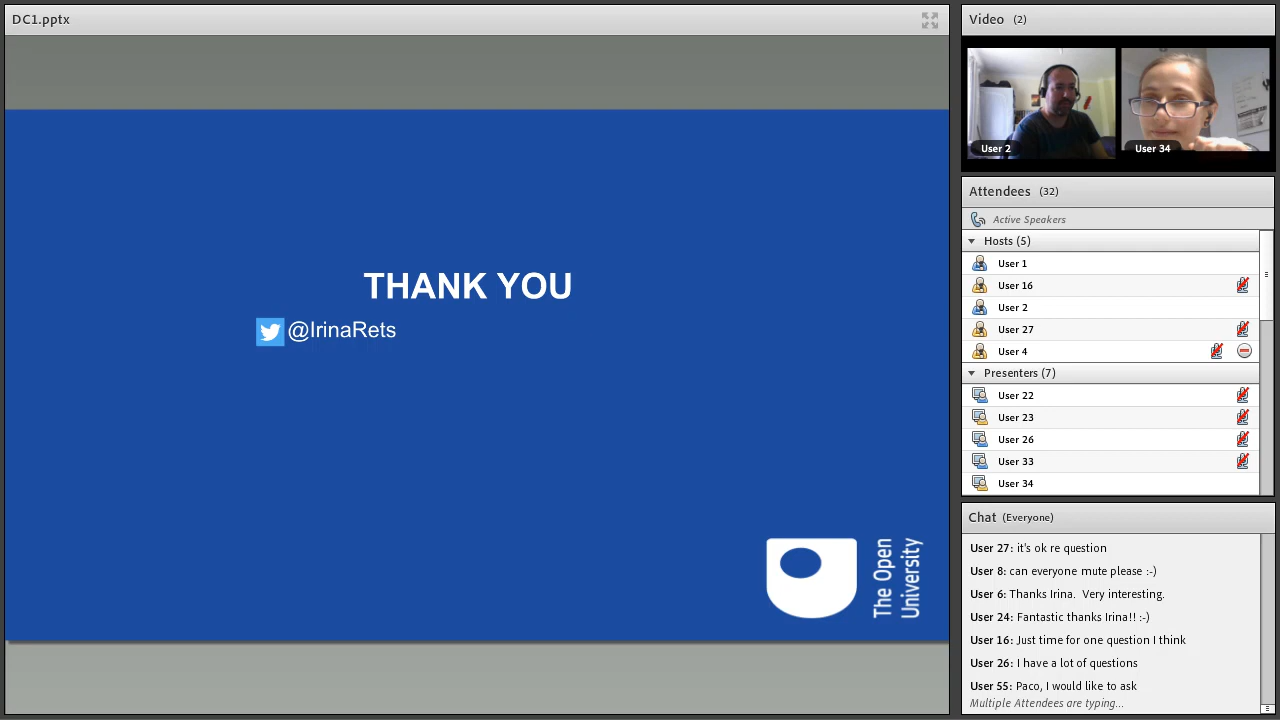 DC1.pptx
THANK YOU
@IrinaRets
The Open
University
Video (2)
User 2
User 34
Attendees (32)
Active Speakers
Hosts (5)
User 1
User 16
User 2
User 27
User 4
Presenters (7)
User 22
User 23
User 26
User 33
User 34
Chat (Everyone)
User 27: it's ok re question
User 8: can everyone mute please :-)
User 6: Thanks Irina. Very interesting.
User 24: Fantastic thanks Irina!! :-)
User 16: Just time for one question I think
User 26: I have a lot of questions
User 55: Paco, I would like to ask
Multiple Attendees are typing...